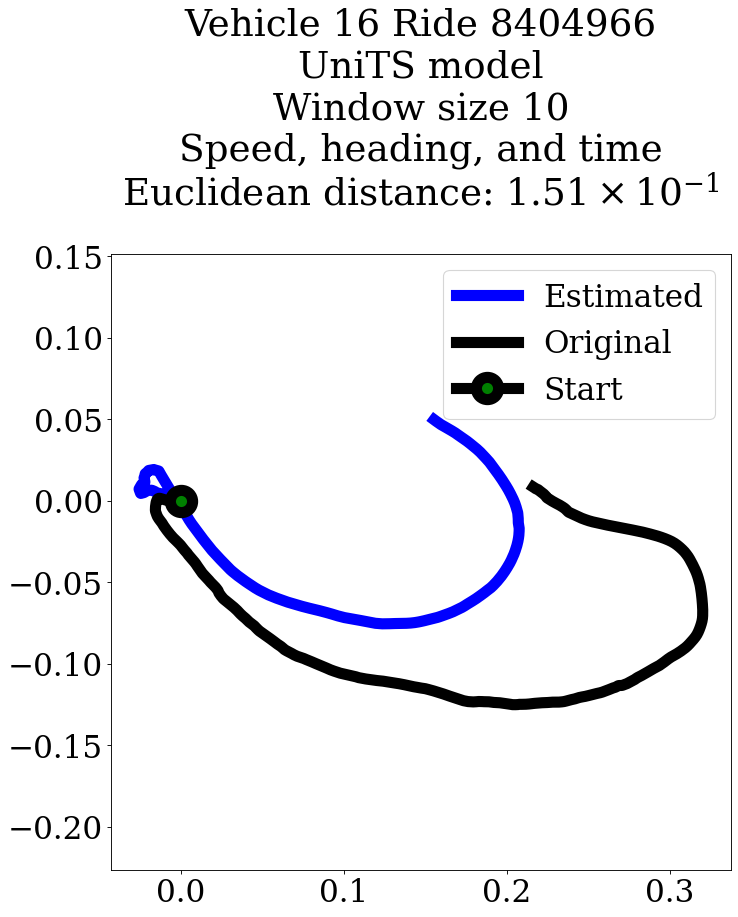 Vehicle 16 Ride 8404966
UniTS model
Window size 10
Speed, heading, and time
Euclidean distance: 1.51 × 10⁻¹
0.15
0.10
0.05
0.00
−0.05
−0.10
−0.15
−0.20
Estimated
Original
Start
0.0 0.1 0.2 0.3